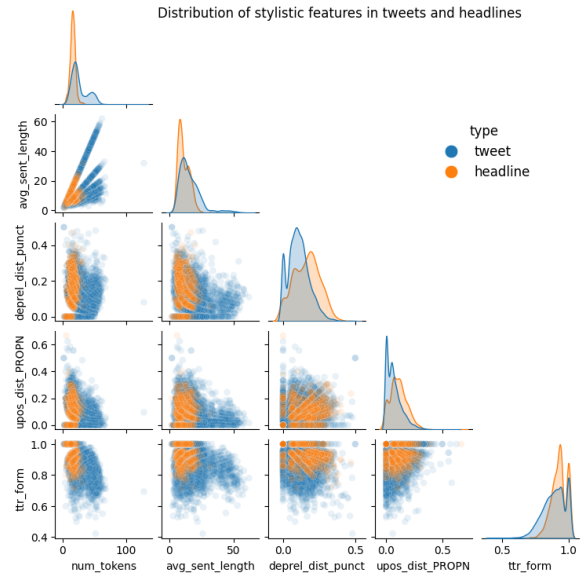 Distribution of stylistic features in tweets and headlines
type
tweet
headline
avg_sent_length
60
40
20
0
deprel_dist_punct
0.4
0.2
0.0
upos_dist_PROPN
0.6
0.4
0.2
0.0
ttr_form
1.0
0.8
0.6
0.4
0 100
0 50
0.0 0.5
0.0 0.5
0.5 1.0
num_tokens avg_sent_length deprel_dist_punct upos_dist_PROPN ttr_form